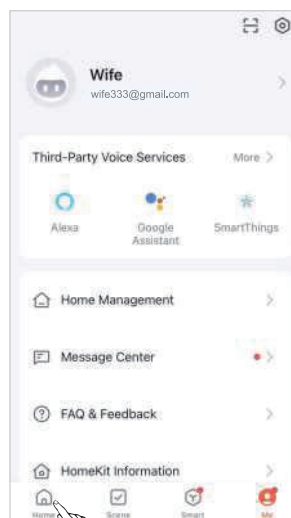 Wife
wife333@gmail.com
Third-Party Voice Services
More
Alexa
Google
Assistant
SmartThings
Home Management
Message Center
FAQ & Feedback
HomeKit Information
Home
Scene
Smart
Me